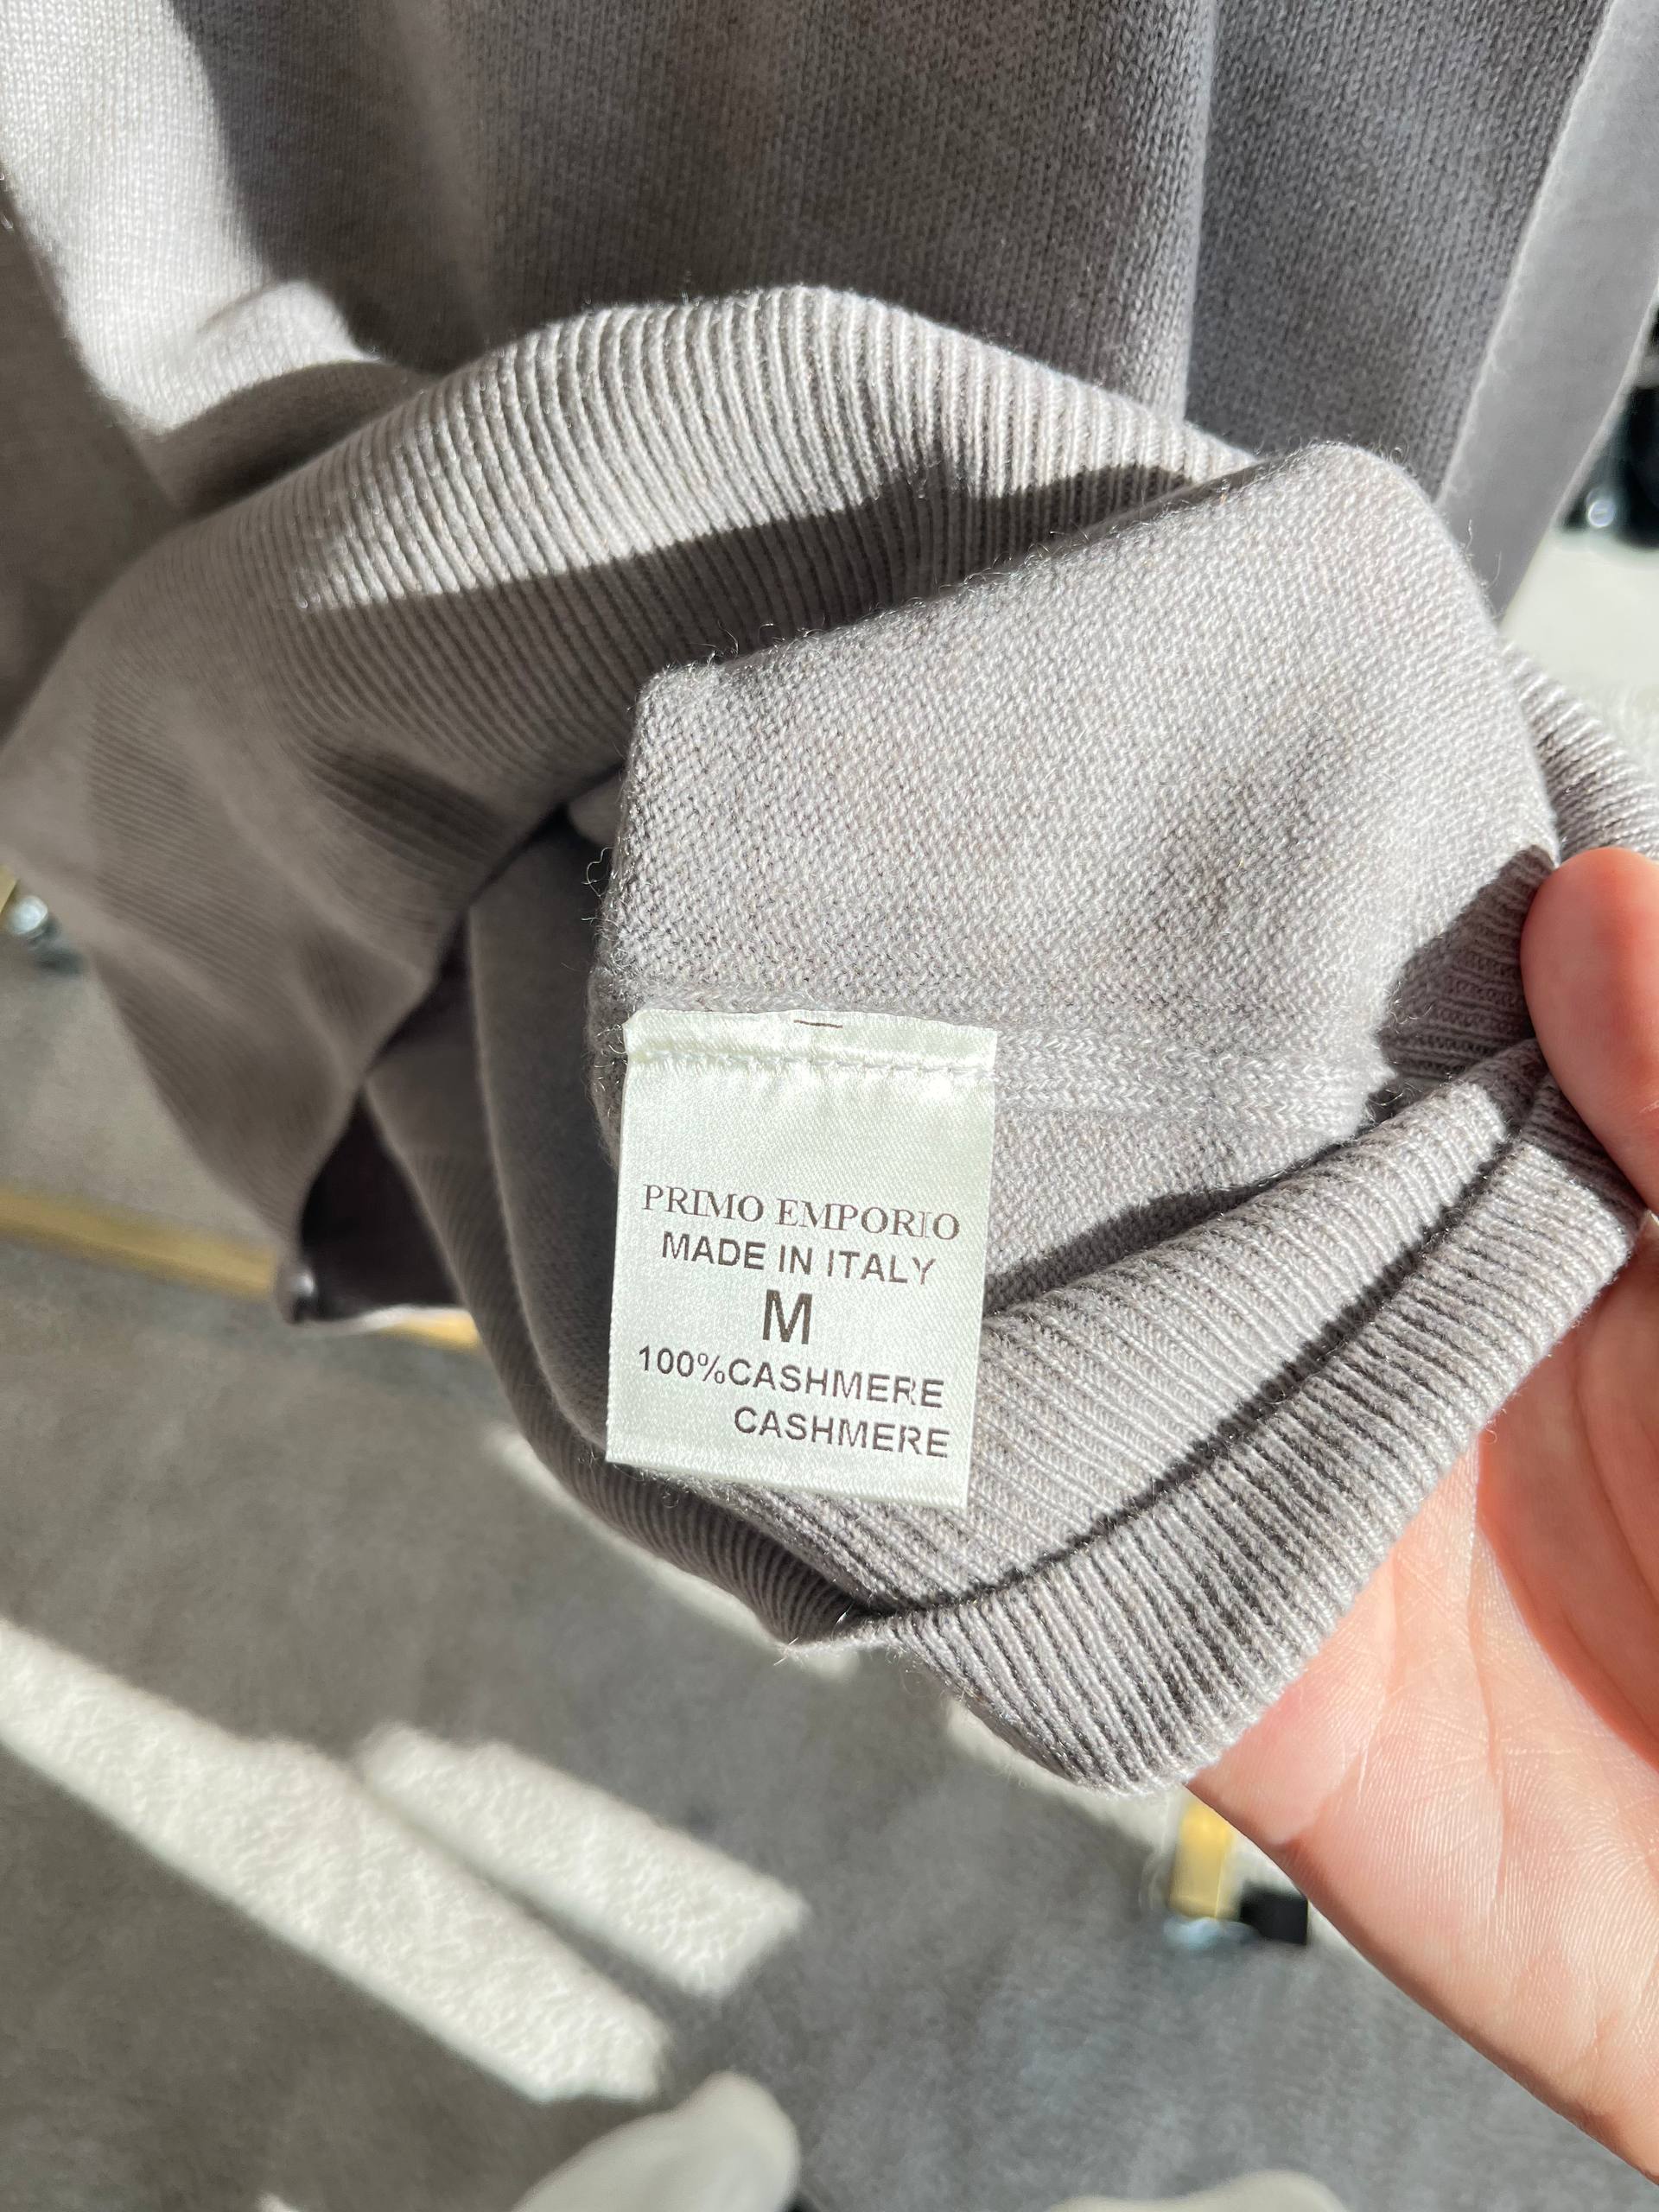 PRIMO EMPORIO
MADE IN ITALY
M
100%CASHMERE
CASHMERE